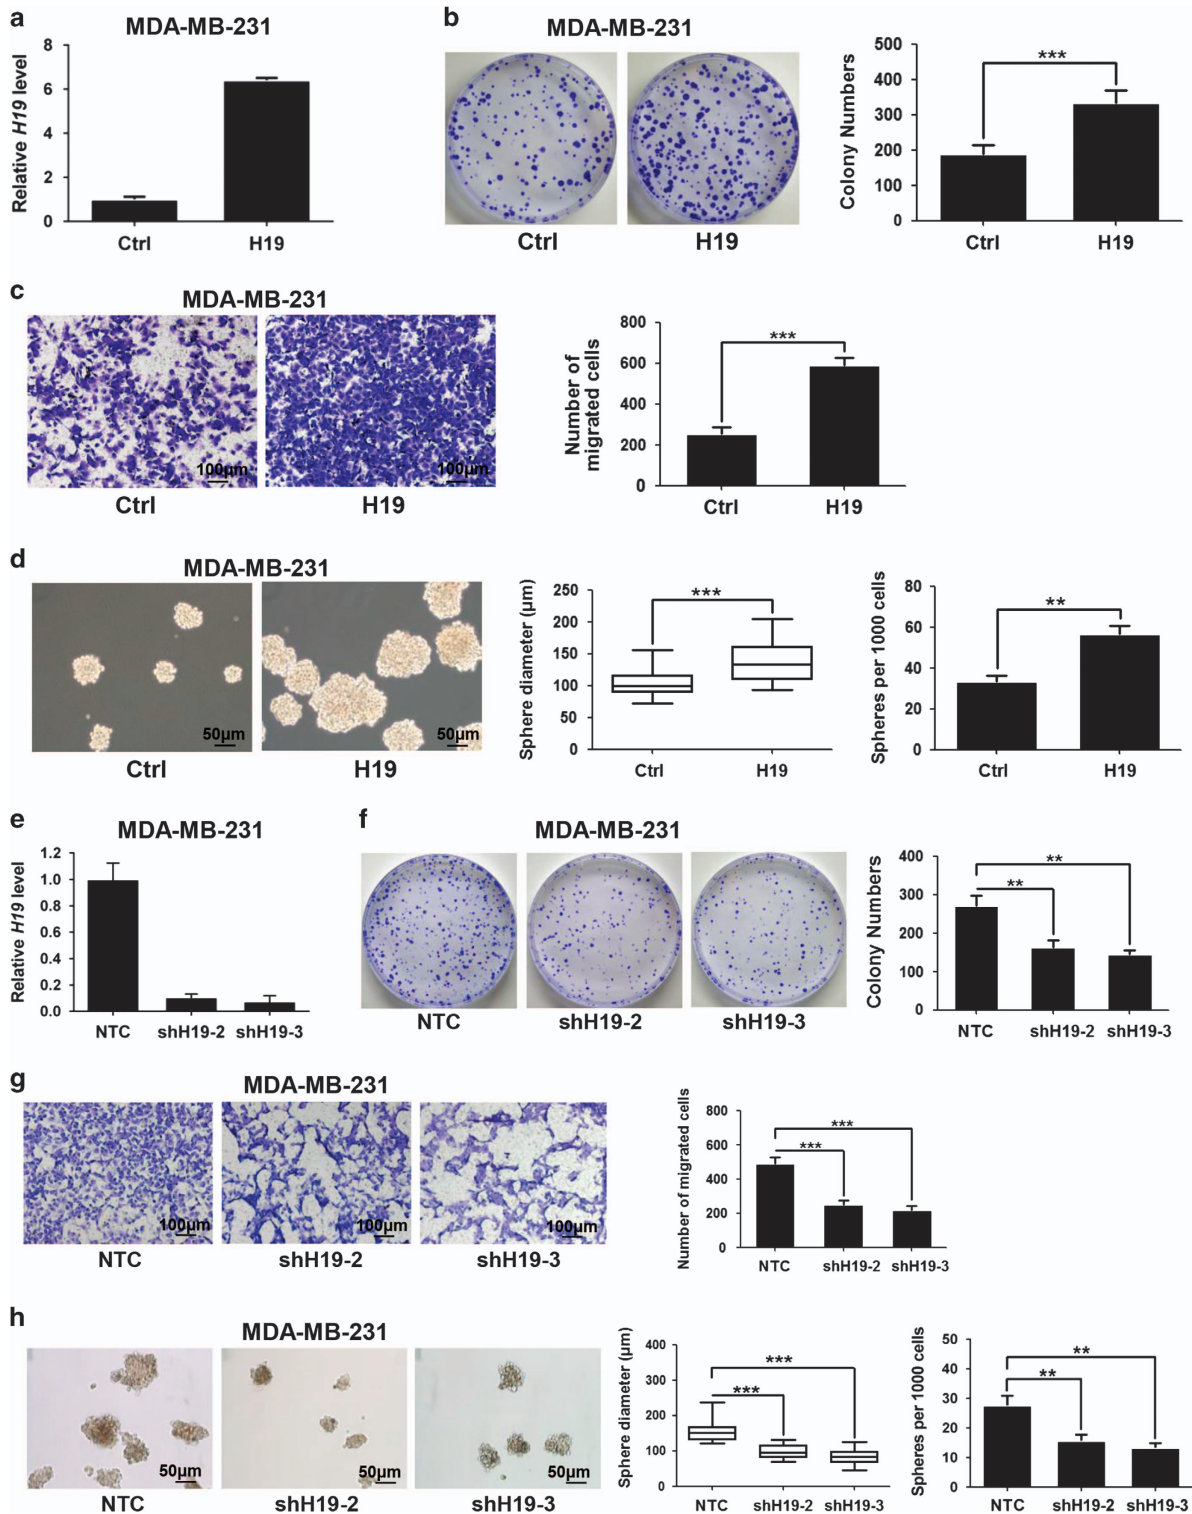 a
MDA-MB-231
Relative H19 level
8
6
4
2
0
Ctrl
H19
b
MDA-MB-231
Ctrl
H19
Colony Numbers
500
400
300
200
100
0
***
Ctrl
H19
c
MDA-MB-231
100µm
100µm
Ctrl
H19
Number of
migrated cells
800
600
400
200
0
***
Ctrl
H19
d
MDA-MB-231
50µm
50µm
Ctrl
H19
Sphere diameter (µm)
250
200
150
100
50
0
***
Ctrl
H19
Spheres per 1000 cells
80
60
40
20
0
**
Ctrl
H19
e
MDA-MB-231
Relative H19 level
1.2
1.0
0.8
0.6
0.4
0.2
0.0
NTC
shH19-2
shH19-3
f
MDA-MB-231
NTC
shH19-2
shH19-3
Colony Numbers
400
300
200
100
0
**
**
NTC
shH19-2
shH19-3
g
MDA-MB-231
100µm
100µm
100µm
NTC
shH19-2
shH19-3
Number of migrated cells
800
600
400
200
0
***
***
NTC
shH19-2
shH19-3
h
MDA-MB-231
50µm
50µm
50µm
NTC
shH19-2
shH19-3
Sphere diameter (µm)
400
300
200
100
0
***
***
NTC
shH19-2
shH19-3
Spheres per 1000 cells
50
40
30
20
10
0
**
**
NTC
shH19-2
shH19-3